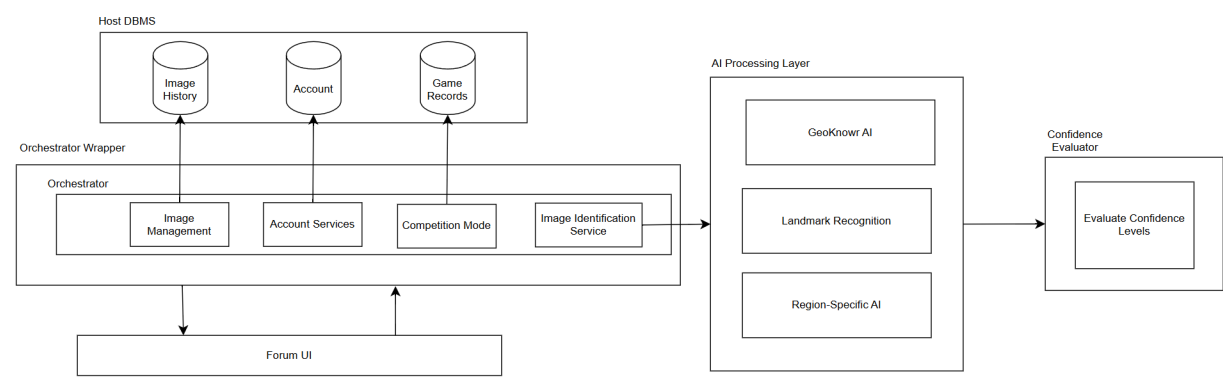 Host DBMS
Image
History
Account
Game
Records
AI Processing Layer
GeoKnowr AI
Landmark Recognition
Region-Specific AI
Confidence
Evaluator
Evaluate Confidence
Levels
Orchestrator Wrapper
Orchestrator
Image
Management
Account Services
Competition Mode
Image Identification
Service
Forum UI